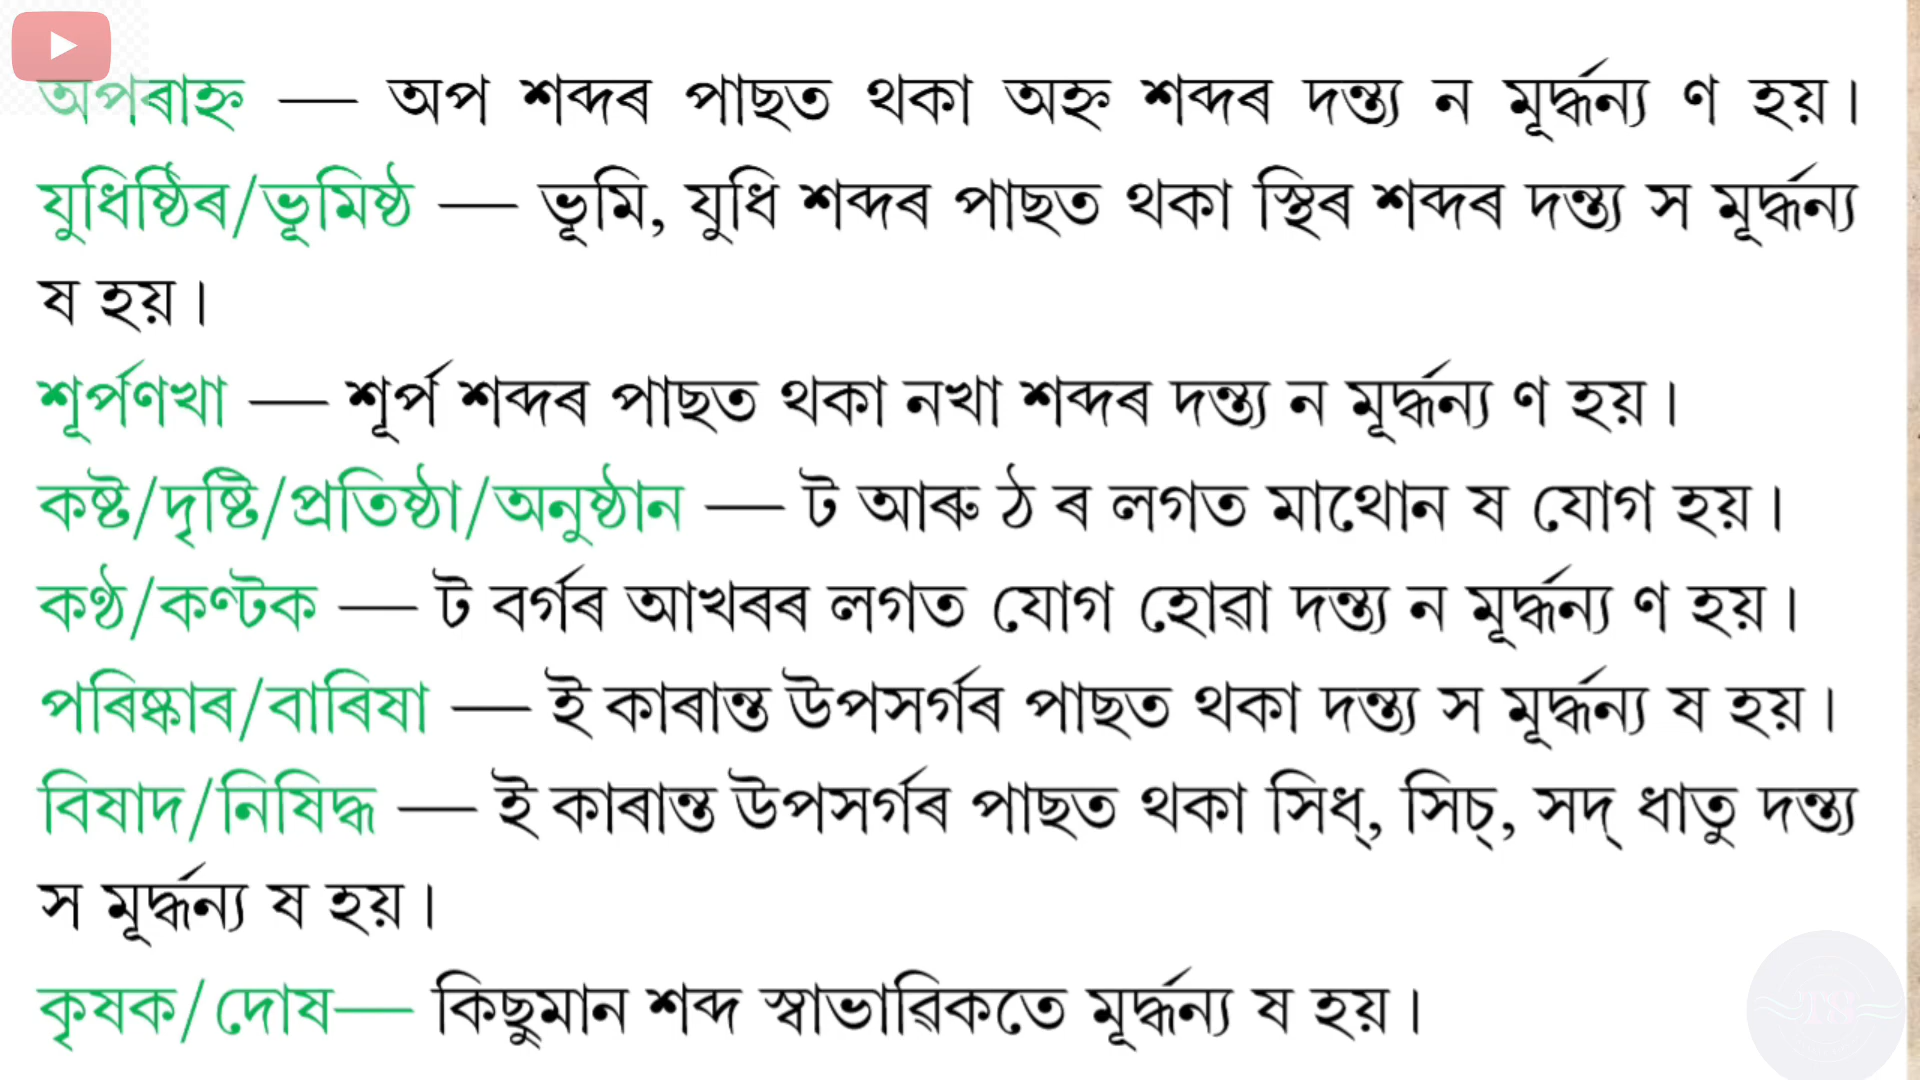 অপৰাহ্ন — অপ শব্দৰ পাছত থকা অহ্ন শব্দৰ দন্ত্য ন মূৰ্দ্ধন্য ণ হয়।
যুধিষ্ঠিৰ/ভূমিষ্ঠ — ভূমি, যুধি শব্দৰ পাছত থকা স্থিৰ শব্দৰ দন্ত্য স মূৰ্দ্ধন্য
ষ হয়।
শূৰ্পণখা — শূৰ্প শব্দৰ পাছত থকা নখা শব্দৰ দন্ত্য ন মূৰ্দ্ধন্য ণ হয়।
কষ্ট/দৃষ্টি/প্ৰতিষ্ঠা/অনুষ্ঠান — ট আৰু ঠ ৰ লগত মাথোন ষ যোগ হয়।
কণ্ঠ/কণ্টক — ট বৰ্গৰ আখৰৰ লগত যোগ হোৱা দন্ত্য ন মূৰ্দ্ধন্য ণ হয়।
পৰিষ্কাৰ/বাৰিষা — ই কাৰান্ত উপসৰ্গৰ পাছত থকা দন্ত্য স মূৰ্দ্ধন্য ষ হয়।
বিষাদ/নিষিদ্ধ — ই কাৰান্ত উপসৰ্গৰ পাছত থকা সিধ্, সিচ্, সদ্ ধাতু দন্ত্য
স মূৰ্দ্ধন্য ষ হয়।
কৃষক/দোষ— কিছুমান শব্দ স্বাভাৱিকতে মূৰ্দ্ধন্য ষ হয়।